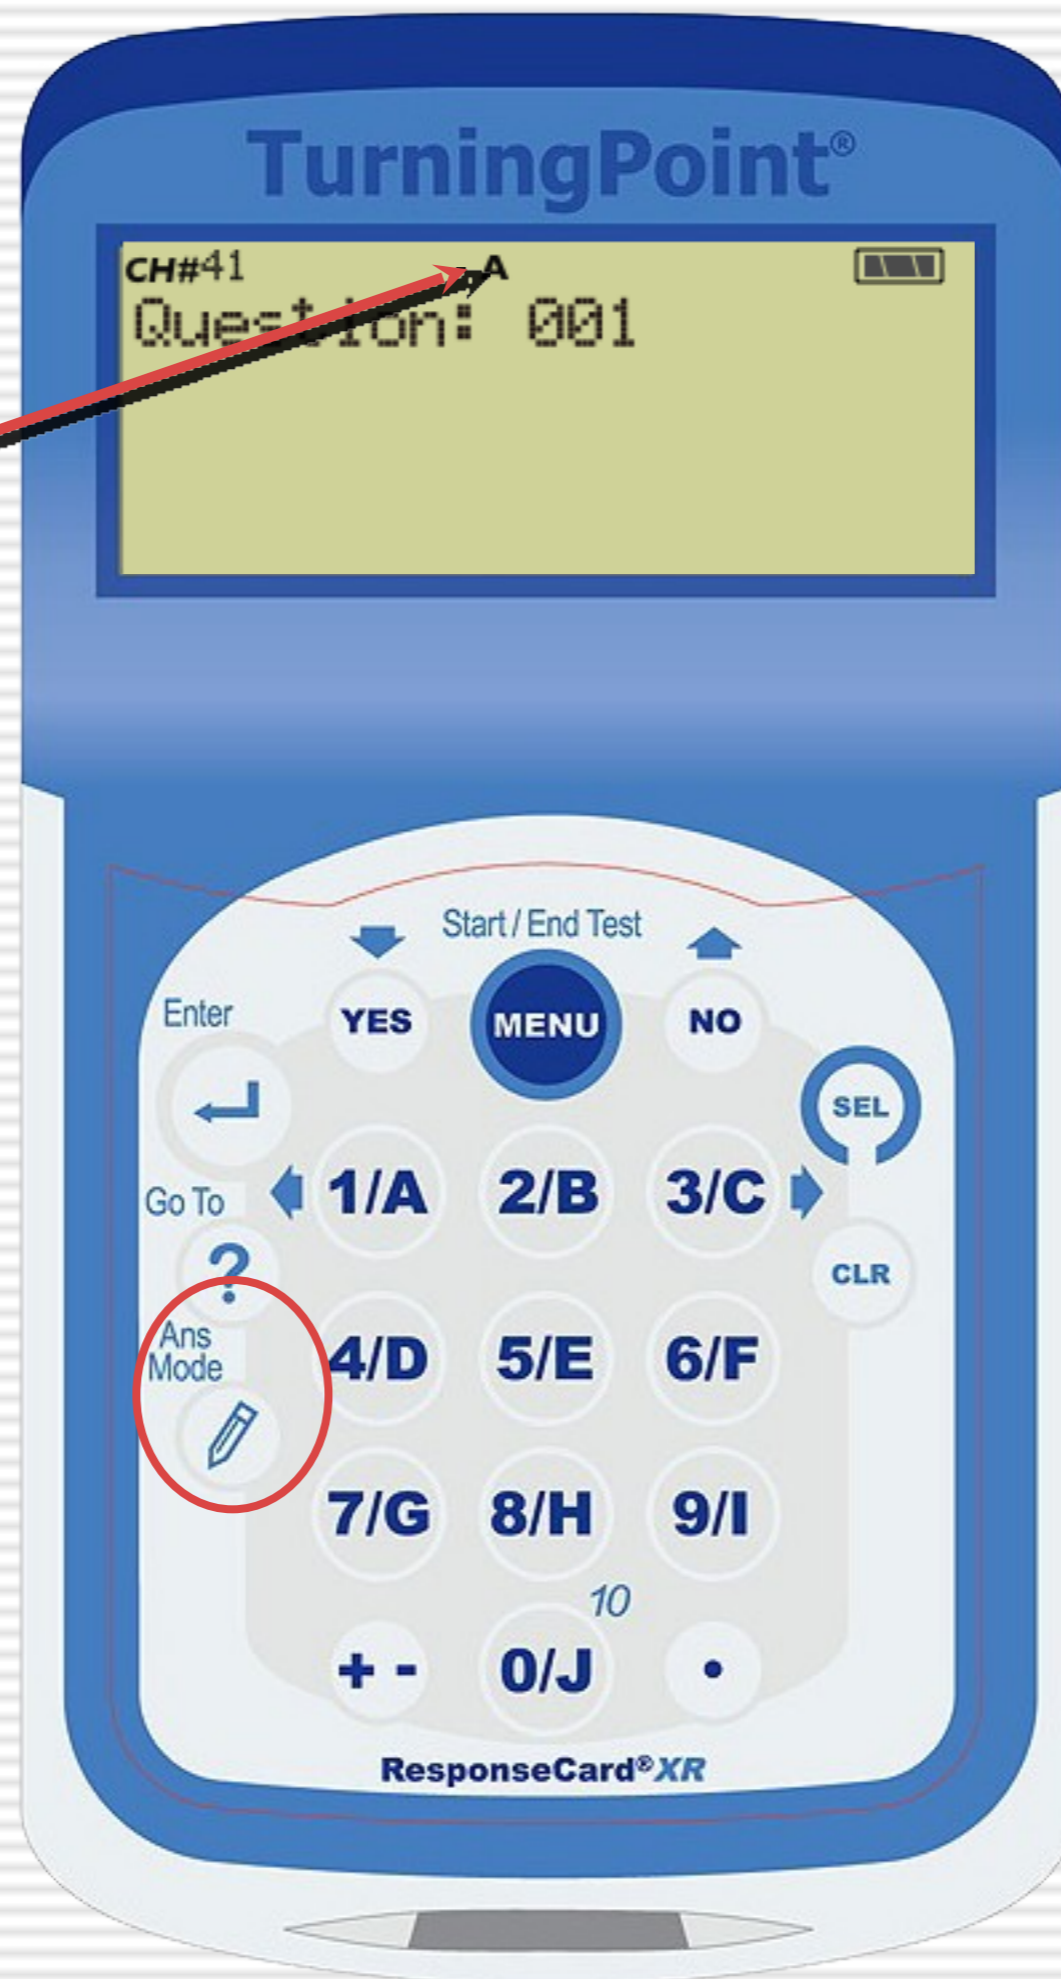 TurningPoint®
CH#41 A
Question: 001
Start / End Test
Enter YES MENU NO
SEL
Go To 1/A 2/B 3/C
? CLR
Ans
Mode 4/D 5/E 6/F
7/G 8/H 9/I
10
+ - 0/J •
ResponseCard®XR